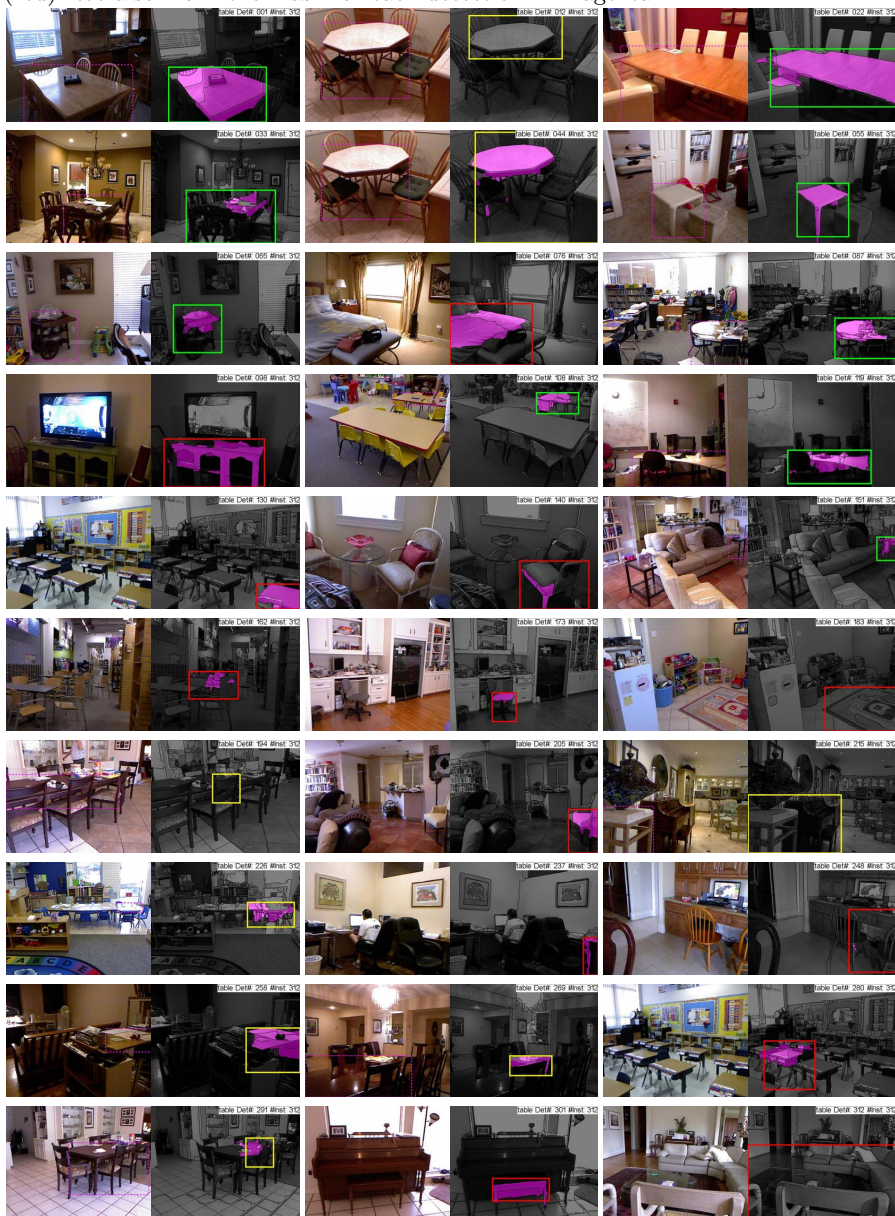 table Det#: 001 #inst: 312
table Det#: 012 #inst: 312
table Det#: 022 #inst: 312
table Det#: 033 #inst: 312
table Det#: 044 #inst: 312
table Det#: 055 #inst: 312
table Det#: 065 #inst: 312
table Det#: 076 #inst: 312
table Det#: 087 #inst: 312
table Det#: 098 #inst: 312
table Det#: 108 #inst: 312
table Det#: 119 #inst: 312
table Det#: 130 #inst: 312
table Det#: 140 #inst: 312
table Det#: 151 #inst: 312
table Det#: 162 #inst: 312
table Det#: 173 #inst: 312
table Det#: 183 #inst: 312
table Det#: 194 #inst: 312
table Det#: 205 #inst: 312
table Det#: 215 #inst: 312
table Det#: 226 #inst: 312
table Det#: 237 #inst: 312
table Det#: 248 #inst: 312
A B C D E
table Det#: 258 #inst: 312
table Det#: 269 #inst: 312
table Det#: 280 #inst: 312
table Det#: 291 #inst: 312
table Det#: 301 #inst: 312
table Det#: 312 #inst: 312